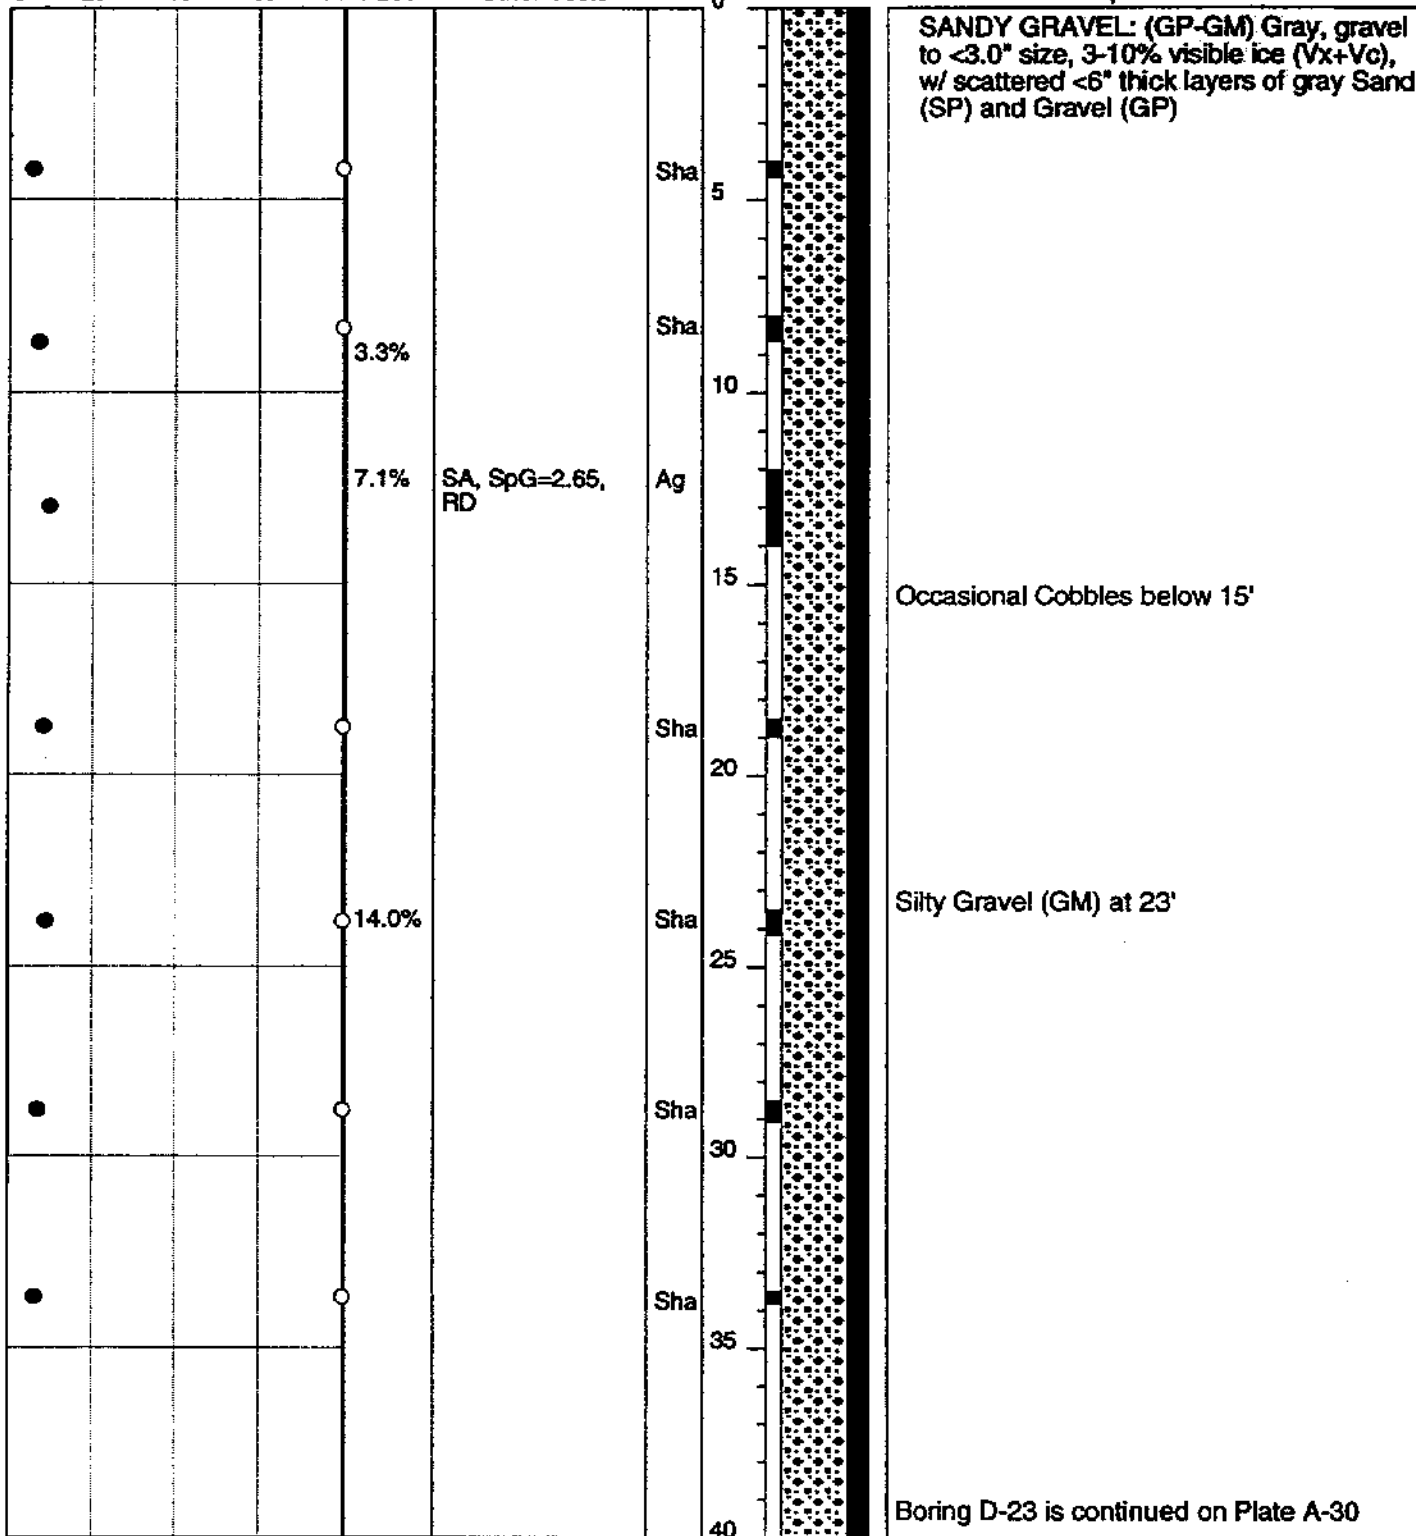 0
SANDY GRAVEL: (GP-GM) Gray, gravel
to <3.0" size, 3-10% visible ice (Vx+Vc),
w/ scattered <6" thick layers of gray Sand
(SP) and Gravel (GP)
Sha
5
Sha
3.3%
10
7.1%
SA, SpG=2.65,
RD
Ag
15
Occasional Cobbles below 15'
Sha
20
Silty Gravel (GM) at 23'
14.0%
Sha
25
Sha
30
Sha
35
Boring D-23 is continued on Plate A-30
40